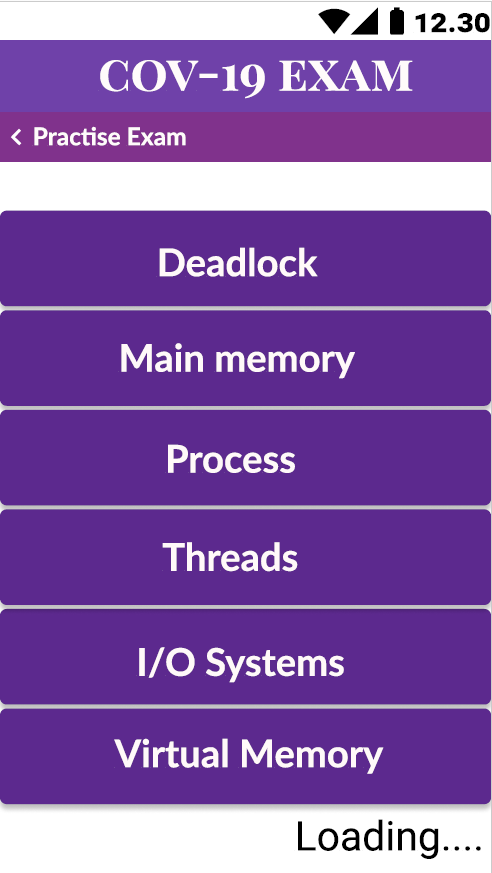 12.30
COV-19 EXAM
Practise Exam
Deadlock
Main memory
Process
Threads
I/O Systems
Virtual Memory
Loading....